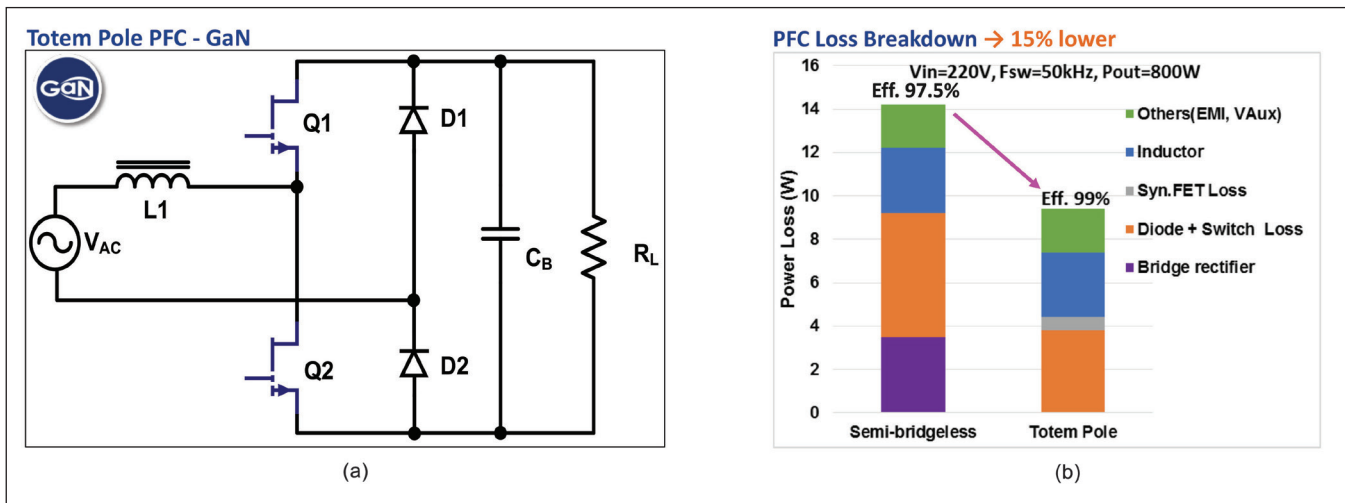 Totem Pole PFC - GaN
GaN
Q1
D1
L1
VAC
CB
RL
Q2
D2
(a)
PFC Loss Breakdown → 15% lower
Vin=220V, Fsw=50kHz, Pout=800W
Eff. 97.5%
Eff. 99%
Others(EMI, VAux)
Inductor
Syn.FET Loss
Diode + Switch Loss
Bridge rectifier
Power Loss (W)
16
14
12
10
8
6
4
2
0
Semi-bridgeless
Totem Pole
(b)